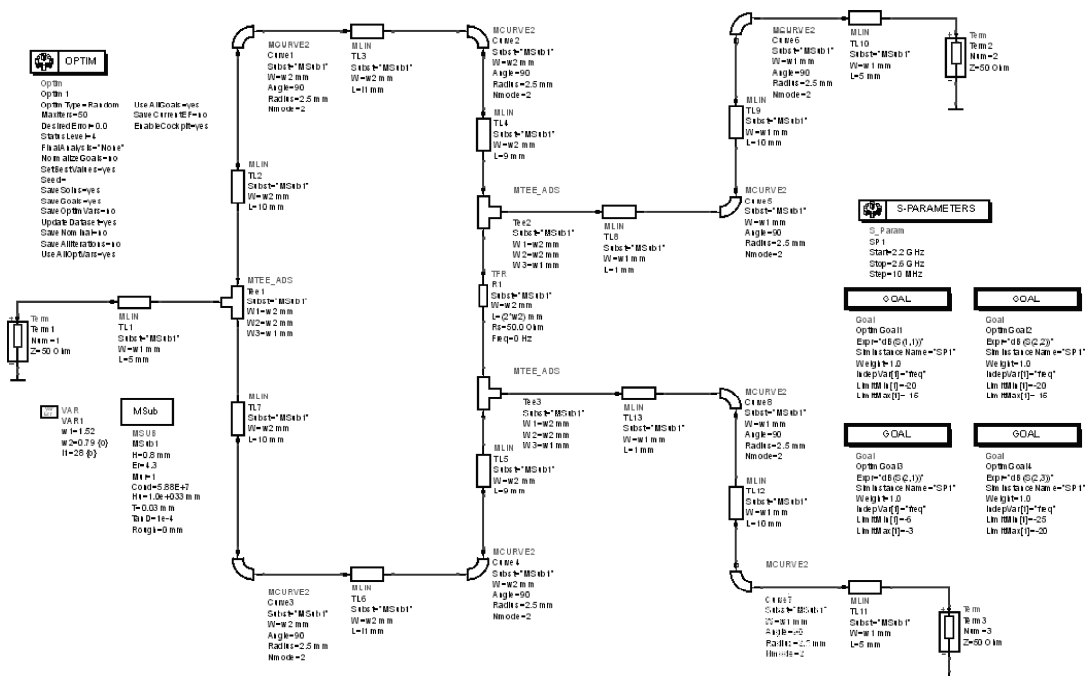 OPTIM
Optim
Optim1
OptimType=Random
MaxIters=50
DesiredError=0.0
StatusLevel=4
FinalAnalysis="None"
NormalizeGoals=no
SetBestValues=yes
Seed=
SaveSolns=yes
SaveGoals=yes
SaveOptimVars=no
UpdateDataset=yes
SaveNominal=no
SaveAllIterations=no
UseAllOptVars=yes
UseAllGoals=yes
SaveCurrentEF=no
EnableCockpit=yes
MCURVE2
Curve1
Subst="MSub1"
W=w2 mm
Angle=90
Radius=2.5 mm
Nmode=2
MLIN
TL3
Subst="MSub1"
W=w2 mm
L=l1 mm
MCURVE2
Curve2
Subst="MSub1"
W=w2 mm
Angle=90
Radius=2.5 mm
Nmode=2
MCURVE2
Curve6
Subst="MSub1"
W=w1 mm
Angle=90
Radius=2.5 mm
Nmode=2
MLIN
TL10
Subst="MSub1"
W=w1 mm
L=5 mm
Term
Term2
Num=2
Z=50 Ohm
MLIN
TL2
Subst="MSub1"
W=w2 mm
L=10 mm
MLIN
TL4
Subst="MSub1"
W=w2 mm
L=9 mm
MLIN
TL9
Subst="MSub1"
W=w1 mm
L=10 mm
MTEE_ADS
Tee2
Subst="MSub1"
W1=w2 mm
W2=w2 mm
W3=w1 mm
MLIN
TL8
Subst="MSub1"
W=w1 mm
L=1 mm
MCURVE2
Curve5
Subst="MSub1"
W=w1 mm
Angle=90
Radius=2.5 mm
Nmode=2
S-PARAMETERS
S_Param
SP1
Start=2.2 GHz
Stop=2.6 GHz
Step=10 MHz
Term
Term1
Num=1
Z=50 Ohm
MLIN
TL1
Subst="MSub1"
W=w1 mm
L=5 mm
MTEE_ADS
Tee1
Subst="MSub1"
W1=w2 mm
W2=w2 mm
W3=w1 mm
TFR
R1
Subst="MSub1"
W=w2 mm
L=(2*w2) mm
Rs=50.0 Ohm
Freq=0 Hz
GOAL
Goal
OptimGoal1
Expr="dB(S(1,1))"
SimInstanceName="SP1"
Weight=1.0
IndepVar[1]="freq"
LimitMin[1]=-20
LimitMax[1]=-15
GOAL
Goal
OptimGoal2
Expr="dB(S(2,2))"
SimInstanceName="SP1"
Weight=1.0
IndepVar[1]="freq"
LimitMin[1]=-20
LimitMax[1]=-15
VAR
VAR1
w1=1.52
w2=0.79 {o}
l1=28 {o}
MSub
MSUB
MSub1
H=0.8 mm
Er=4.3
Mur=1
Cond=5.88E+7
Hu=1.0e+033 mm
T=0.03 mm
TanD=1e-4
Rough=0 mm
MLIN
TL7
Subst="MSub1"
W=w2 mm
L=10 mm
MTEE_ADS
Tee3
Subst="MSub1"
W1=w2 mm
W2=w2 mm
W3=w1 mm
MLIN
TL13
Subst="MSub1"
W=w1 mm
L=1 mm
MCURVE2
Curve8
Subst="MSub1"
W=w1 mm
Angle=90
Radius=2.5 mm
Nmode=2
GOAL
Goal
OptimGoal3
Expr="dB(S(2,1))"
SimInstanceName="SP1"
Weight=1.0
IndepVar[1]="freq"
LimitMin[1]=-6
LimitMax[1]=-3
GOAL
Goal
OptimGoal4
Expr="dB(S(2,3))"
SimInstanceName="SP1"
Weight=1.0
IndepVar[1]="freq"
LimitMin[1]=-25
LimitMax[1]=-20
MLIN
TL5
Subst="MSub1"
W=w2 mm
L=9 mm
MLIN
TL12
Subst="MSub1"
W=w1 mm
L=10 mm
MCURVE2
Curve3
Subst="MSub1"
W=w2 mm
Angle=90
Radius=2.5 mm
Nmode=2
MLIN
TL6
Subst="MSub1"
W=w2 mm
L=l1 mm
MCURVE2
Curve4
Subst="MSub1"
W=w2 mm
Angle=90
Radius=2.5 mm
Nmode=2
MCURVE2
Curve7
Subst="MSub1"
W=w1 mm
Angle=90
Radius=2.5 mm
Nmode=2
MLIN
TL11
Subst="MSub1"
W=w1 mm
L=5 mm
Term
Term3
Num=3
Z=50 Ohm